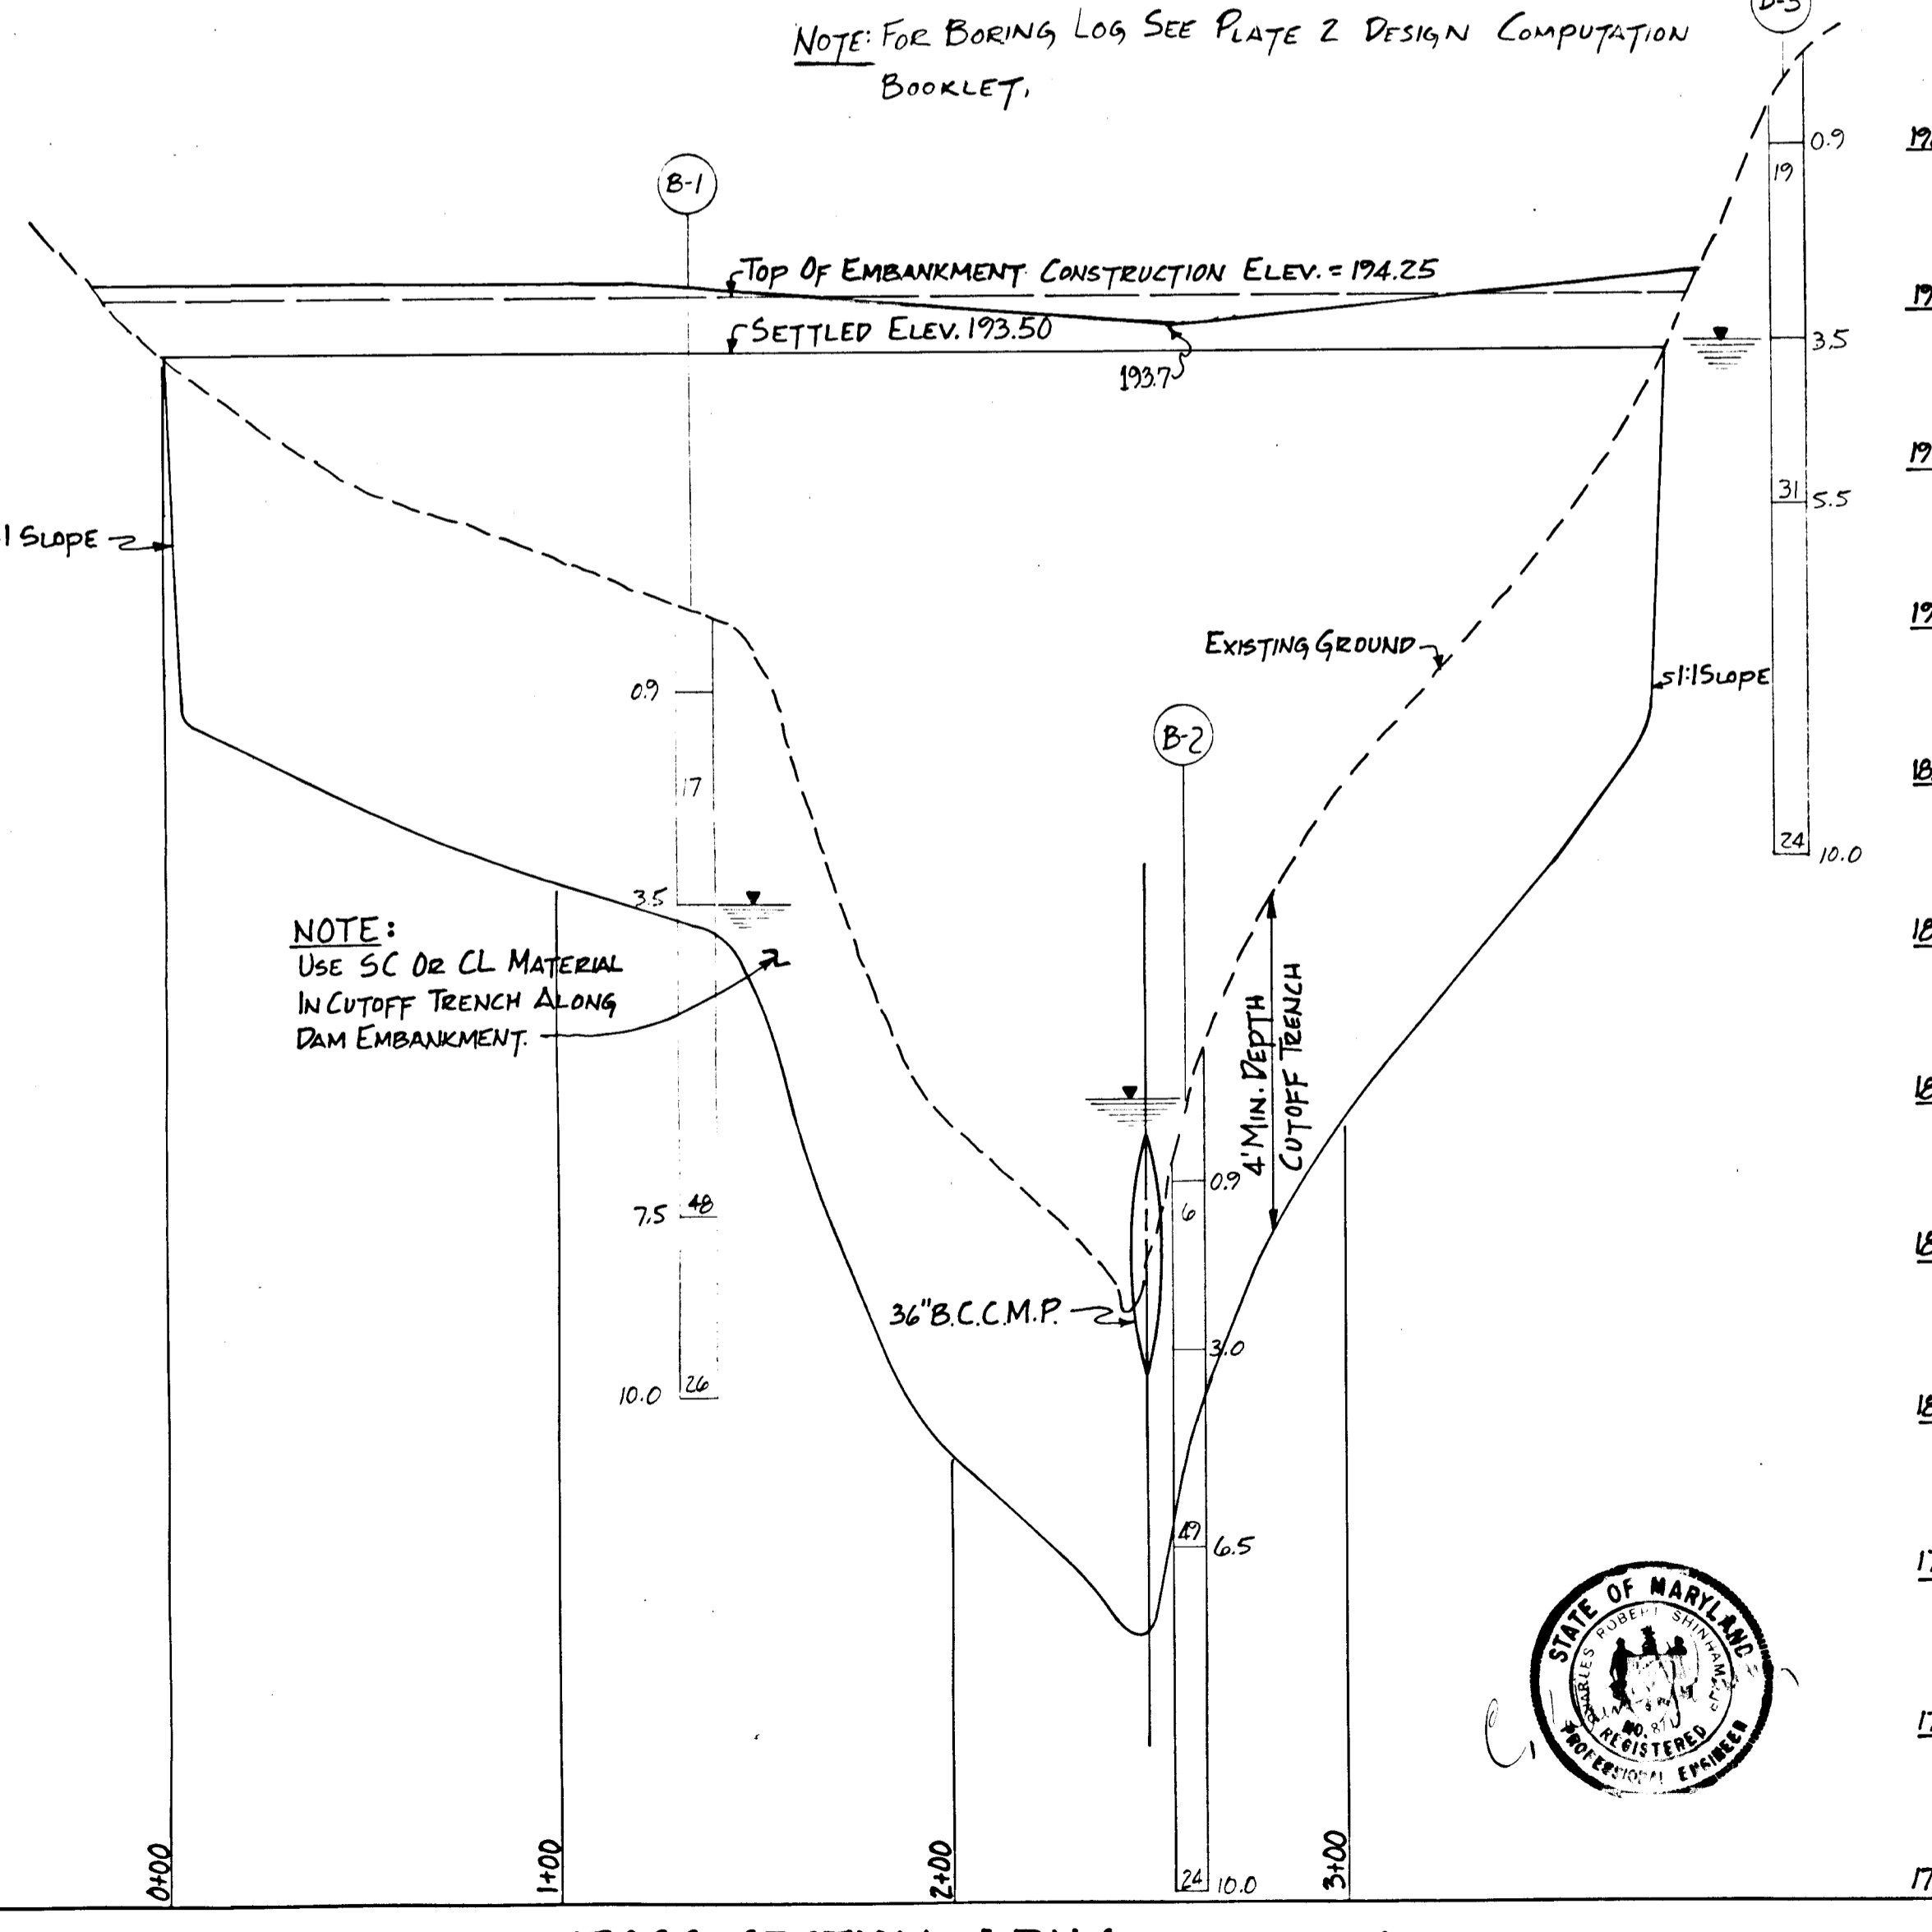 NOTE: FOR BORING LOG SEE PLATE 2 DESIGN COMPUTATION
BOOKLET.
B-3
0.9
19
B-1
TOP OF EMBANKMENT CONSTRUCTION ELEV. = 194.25
SETTLED ELEV. 193.50
193.7
3.5
31
5.5
1 SLOPE
EXISTING GROUND
0.9
≤1:1 SLOPE
B-2
17
24
10.0
3.5
NOTE:
USE SC OR CL MATERIAL
IN CUTOFF TRENCH ALONG
DAM EMBANKMENT.
4' MIN. DEPTH
CUTOFF TRENCH
0.9
6
48
7.5
36" B.C.C.M.P.
3.0
26
10.0
49
6.5
STATE OF MARYLAND
ROBERT
REGISTERED
PROFESSIONAL ENGINEER
0+00
1+00
2+00
3+00
24
10.0